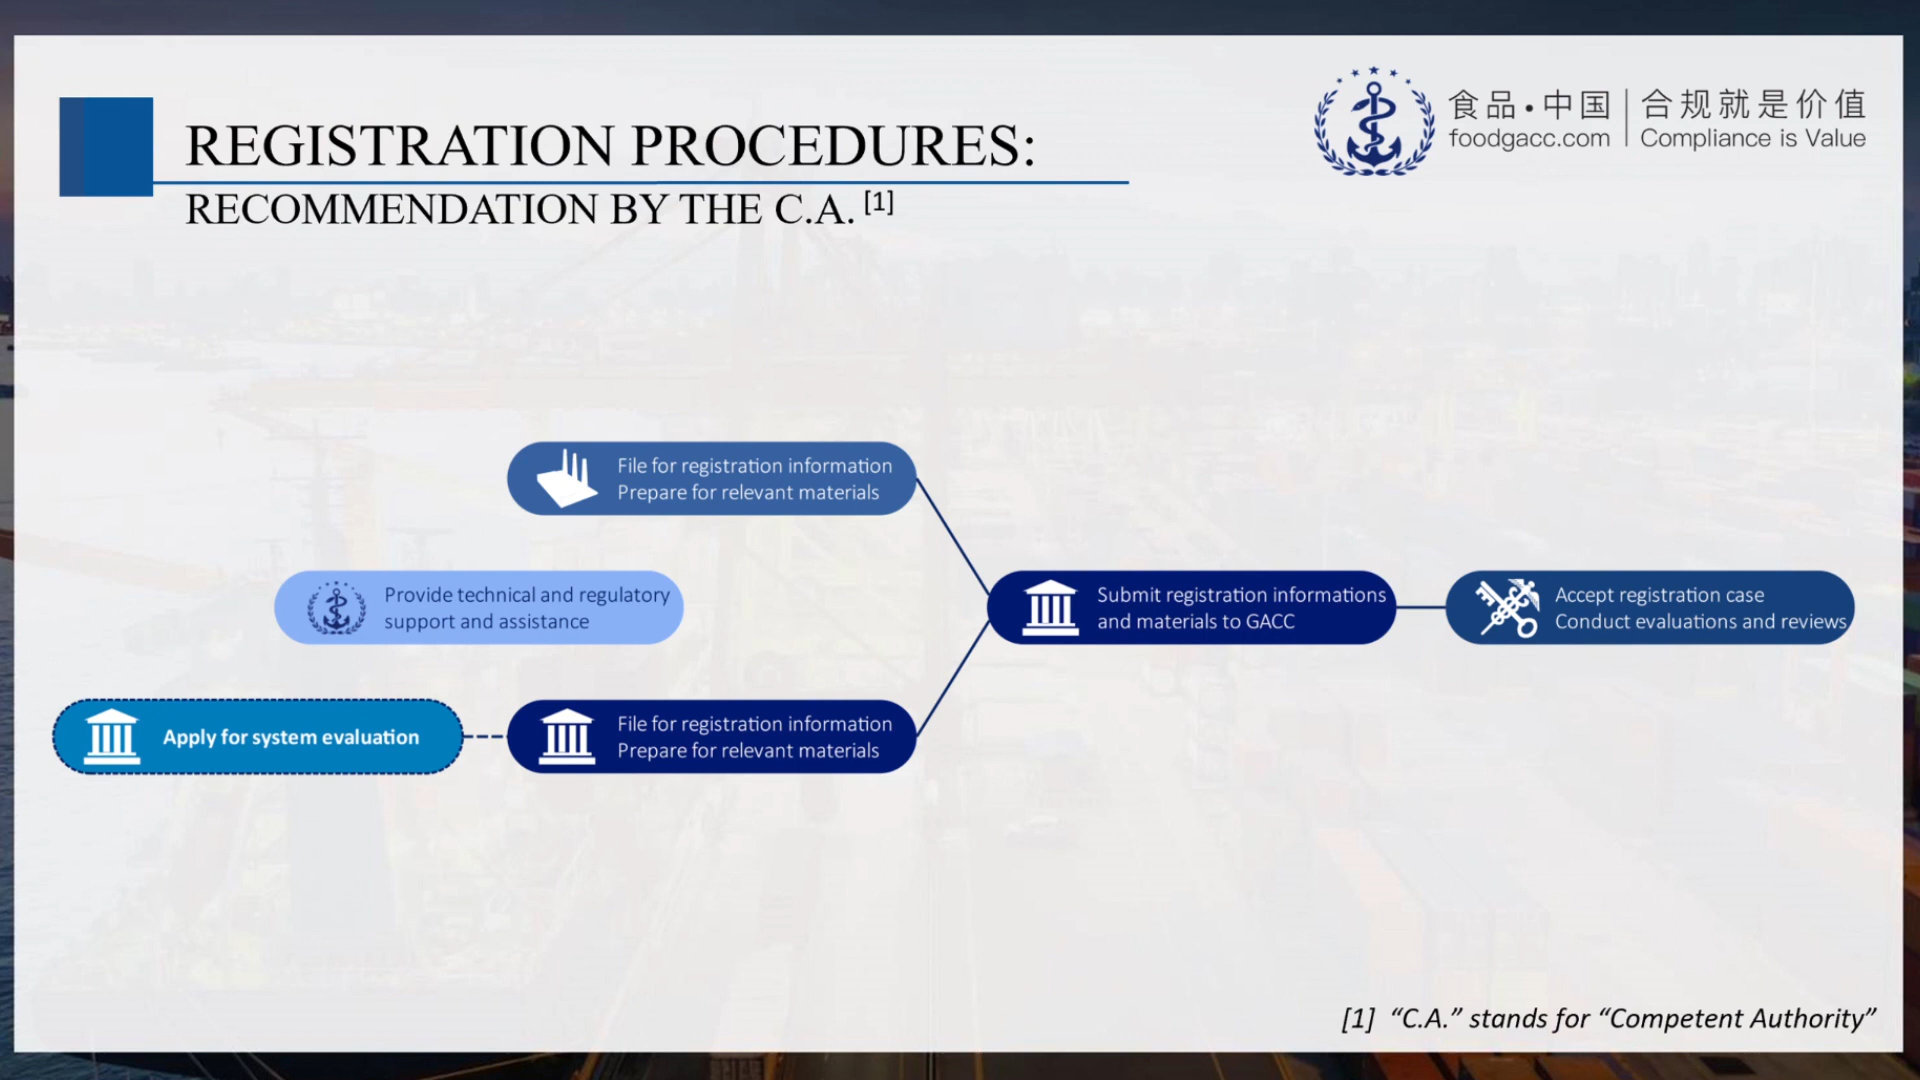 REGISTRATION PROCEDURES:
RECOMMENDATION BY THE C.A. [1]
食品•中国 | 合规就是价值
foodgacc.com | Compliance is Value
File for registration information
Prepare for relevant materials
Provide technical and regulatory
support and assistance
Submit registration informations
and materials to GACC
Accept registration case
Conduct evaluations and reviews
Apply for system evaluation
File for registration information
Prepare for relevant materials
[1] “C.A.” stands for “Competent Authority”